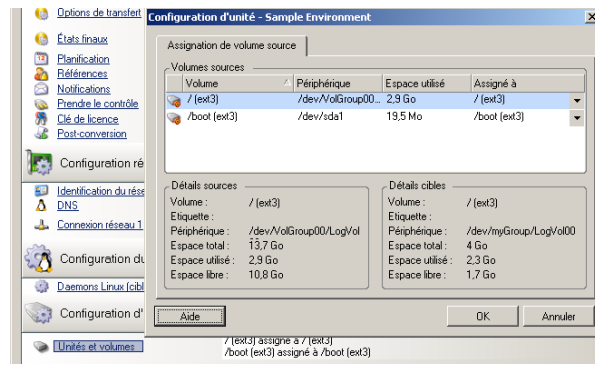 Options de transfert
Configuration d'unité - Sample Environment
États finaux
Assignation de volume source
Planification
Références
Notifications
Prendre le contrôle
Clé de licence
Post-conversion
Volumes sources
Volume Périphérique Espace utilisé Assigné à
/ (ext3) /dev/VolGroup00... 2,9 Go / (ext3)
/boot (ext3) /dev/sda1 19,5 Mo /boot (ext3)
Configuration ré
Identification du rése
DNS
Connexion réseau 1
Configuration du
Daemons Linux (cibl
Configuration d'
Détails sources
Volume : / (ext3)
Etiquette :
Périphérique : /dev/VolGroup00/LogVol
Espace total : 13,7 Go
Espace utilisé : 2,9 Go
Espace libre : 10,8 Go
Détails cibles
Volume : / (ext3)
Etiquette :
Périphérique : /dev/myGroup/LogVol00
Espace total : 4 Go
Espace utilisé : 2,3 Go
Espace libre : 1,7 Go
Aide OK Annuler
Unités et volumes
/ (ext3) assigné à / (ext3)
/boot (ext3) assigné à /boot (ext3)